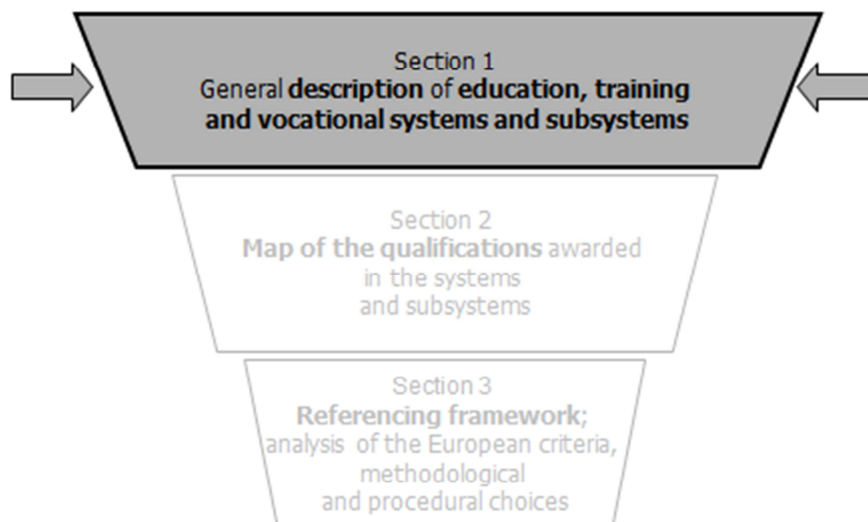 Section 1
General description of education, training
and vocational systems and subsystems
Section 2
Map of the qualifications awarded
in the systems
and subsystems
Section 3
Referencing framework;
analysis of the European criteria,
methodological
and procedural choices